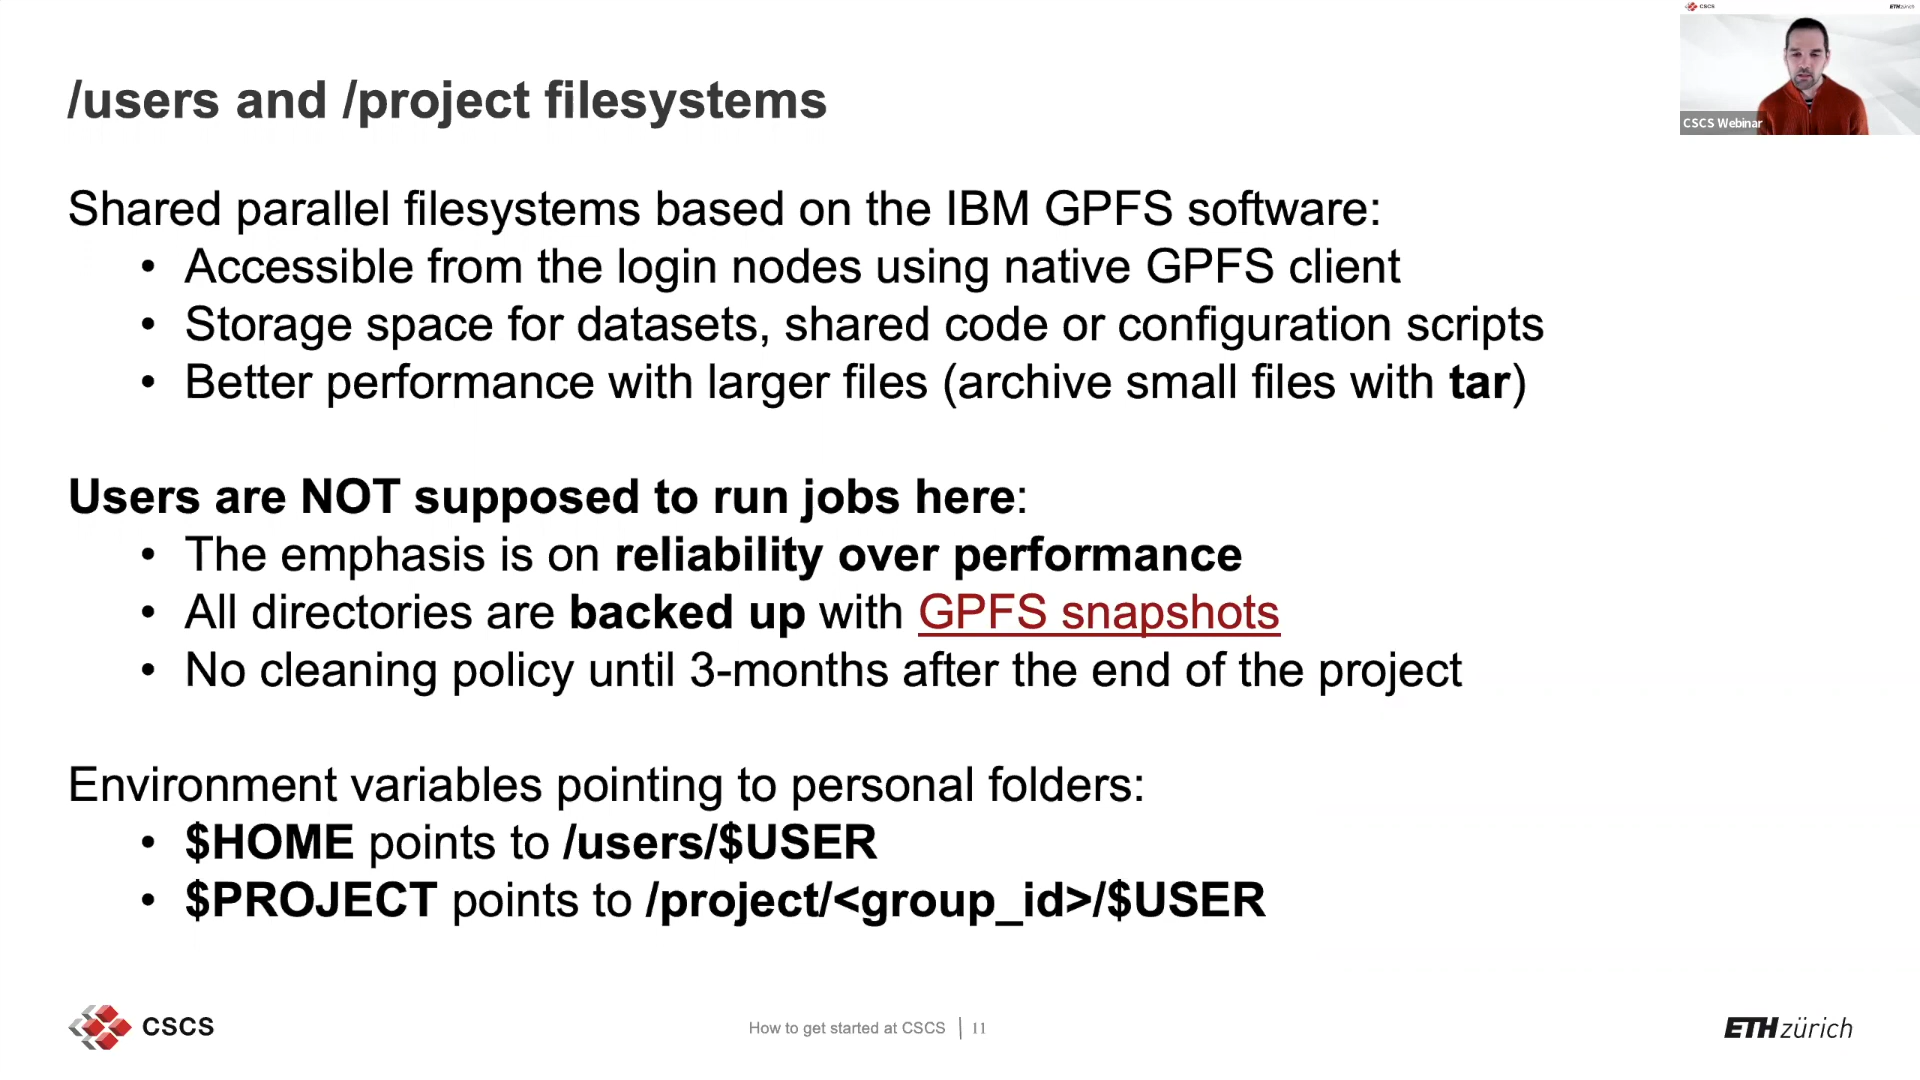 CSCS
ETHzürich
/users and /project filesystems
CSCS Webinar
Shared parallel filesystems based on the IBM GPFS software:
• Accessible from the login nodes using native GPFS client
• Storage space for datasets, shared code or configuration scripts
• Better performance with larger files (archive small files with tar)
Users are NOT supposed to run jobs here:
• The emphasis is on reliability over performance
• All directories are backed up with GPFS snapshots
• No cleaning policy until 3-months after the end of the project
Environment variables pointing to personal folders:
• $HOME points to /users/$USER
• $PROJECT points to /project/<group_id>/$USER
CSCS
How to get started at CSCS | 11
ETHzürich